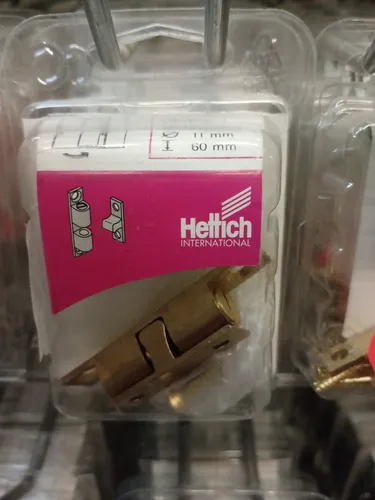 Ø 11 mm
60 mm
Hettich
INTERNATIONAL